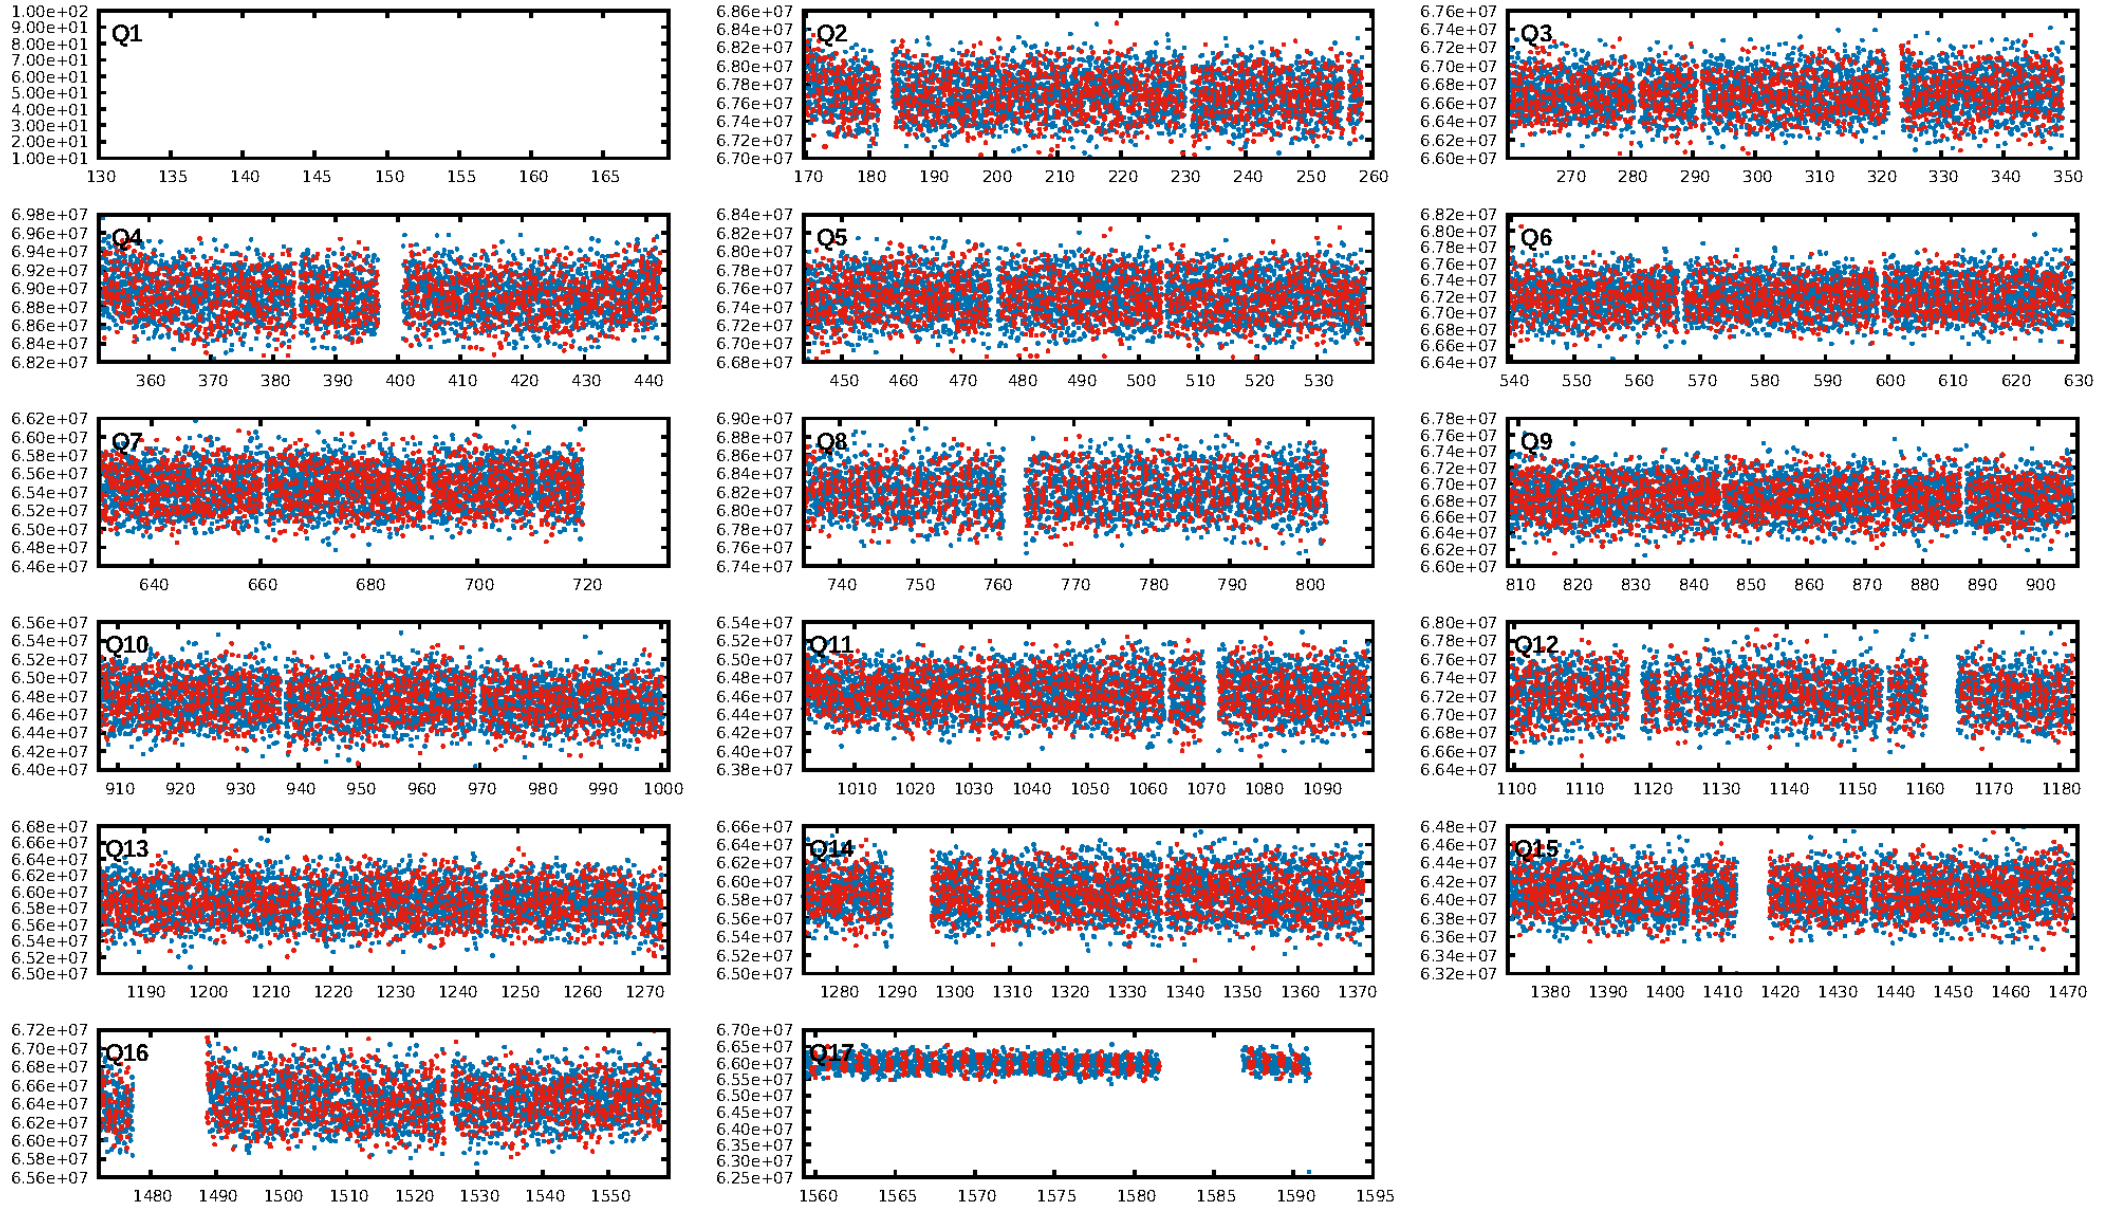 1.00e+02
9.00e+01
8.00e+01
7.00e+01
6.00e+01
5.00e+01
4.00e+01
3.00e+01
2.00e+01
1.00e+01
Q1
130 135 140 145 150 155 160 165
6.86e+07
6.84e+07
6.82e+07
6.80e+07
6.78e+07
6.76e+07
6.74e+07
6.72e+07
6.70e+07
Q2
170 180 190 200 210 220 230 240 250 260
6.76e+07
6.74e+07
6.72e+07
6.70e+07
6.68e+07
6.66e+07
6.64e+07
6.62e+07
6.60e+07
Q3
270 280 290 300 310 320 330 340 350
6.98e+07
6.96e+07
6.94e+07
6.92e+07
6.90e+07
6.88e+07
6.86e+07
6.84e+07
6.82e+07
Q4
360 370 380 390 400 410 420 430 440
6.84e+07
6.82e+07
6.80e+07
6.78e+07
6.76e+07
6.74e+07
6.72e+07
6.70e+07
6.68e+07
Q5
450 460 470 480 490 500 510 520 530
6.82e+07
6.80e+07
6.78e+07
6.76e+07
6.74e+07
6.72e+07
6.70e+07
6.68e+07
6.66e+07
6.64e+07
Q6
540 550 560 570 580 590 600 610 620 630
6.62e+07
6.60e+07
6.58e+07
6.56e+07
6.54e+07
6.52e+07
6.50e+07
6.48e+07
6.46e+07
Q7
640 660 680 700 720
6.90e+07
6.88e+07
6.86e+07
6.84e+07
6.82e+07
6.80e+07
6.78e+07
6.76e+07
6.74e+07
Q8
740 750 760 770 780 790 800
6.78e+07
6.76e+07
6.74e+07
6.72e+07
6.70e+07
6.68e+07
6.66e+07
6.64e+07
6.62e+07
6.60e+07
Q9
810 820 830 840 850 860 870 880 890 900
6.56e+07
6.54e+07
6.52e+07
6.50e+07
6.48e+07
6.46e+07
6.44e+07
6.42e+07
6.40e+07
Q10
910 920 930 940 950 960 970 980 990 1000
6.54e+07
6.52e+07
6.50e+07
6.48e+07
6.46e+07
6.44e+07
6.42e+07
6.40e+07
6.38e+07
Q11
1010 1020 1030 1040 1050 1060 1070 1080 1090
6.80e+07
6.78e+07
6.76e+07
6.74e+07
6.72e+07
6.70e+07
6.68e+07
6.66e+07
6.64e+07
Q12
1100 1110 1120 1130 1140 1150 1160 1170 1180
6.68e+07
6.66e+07
6.64e+07
6.62e+07
6.60e+07
6.58e+07
6.56e+07
6.54e+07
6.52e+07
6.50e+07
Q13
1190 1200 1210 1220 1230 1240 1250 1260 1270
6.66e+07
6.64e+07
6.62e+07
6.60e+07
6.58e+07
6.56e+07
6.54e+07
6.52e+07
6.50e+07
Q14
1280 1290 1300 1310 1320 1330 1340 1350 1360 1370
6.48e+07
6.46e+07
6.44e+07
6.42e+07
6.40e+07
6.38e+07
6.36e+07
6.34e+07
6.32e+07
Q15
1380 1390 1400 1410 1420 1430 1440 1450 1460 1470
6.72e+07
6.70e+07
6.68e+07
6.66e+07
6.64e+07
6.62e+07
6.60e+07
6.58e+07
6.56e+07
Q16
1480 1490 1500 1510 1520 1530 1540 1550
6.70e+07
6.65e+07
6.60e+07
6.55e+07
6.50e+07
6.45e+07
6.40e+07
6.35e+07
6.30e+07
6.25e+07
Q17
1560 1565 1570 1575 1580 1585 1590 1595